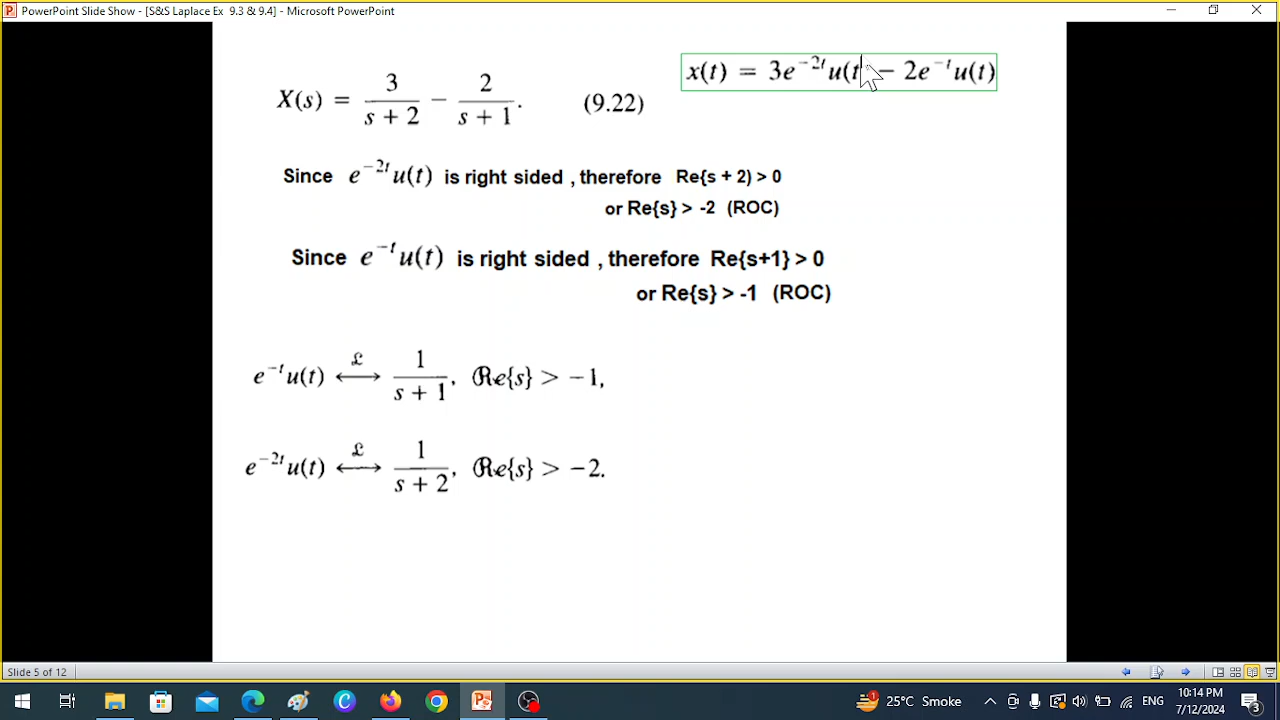 PowerPoint Slide Show - [S&S Laplace Ex 9.3 & 9.4] - Microsoft PowerPoint
x(t) = 3e^{-2t}u(t) - 2e^{-t}u(t)
X(s) = 3/(s + 2) - 2/(s + 1). (9.22)
Since e^{-2t}u(t) is right sided , therefore Re{s + 2) > 0
or Re{s} > -2 (ROC)
Since e^{-t}u(t) is right sided , therefore Re{s+1} > 0
or Re{s} > -1 (ROC)
e^{-t}u(t) ⟷^{£} 1/(s + 1), Re{s} > -1,
e^{-2t}u(t) ⟷^{£} 1/(s + 2), Re{s} > -2.
Slide 5 of 12
25°C Smoke
ENG
10:14 PM
7/12/2024
1